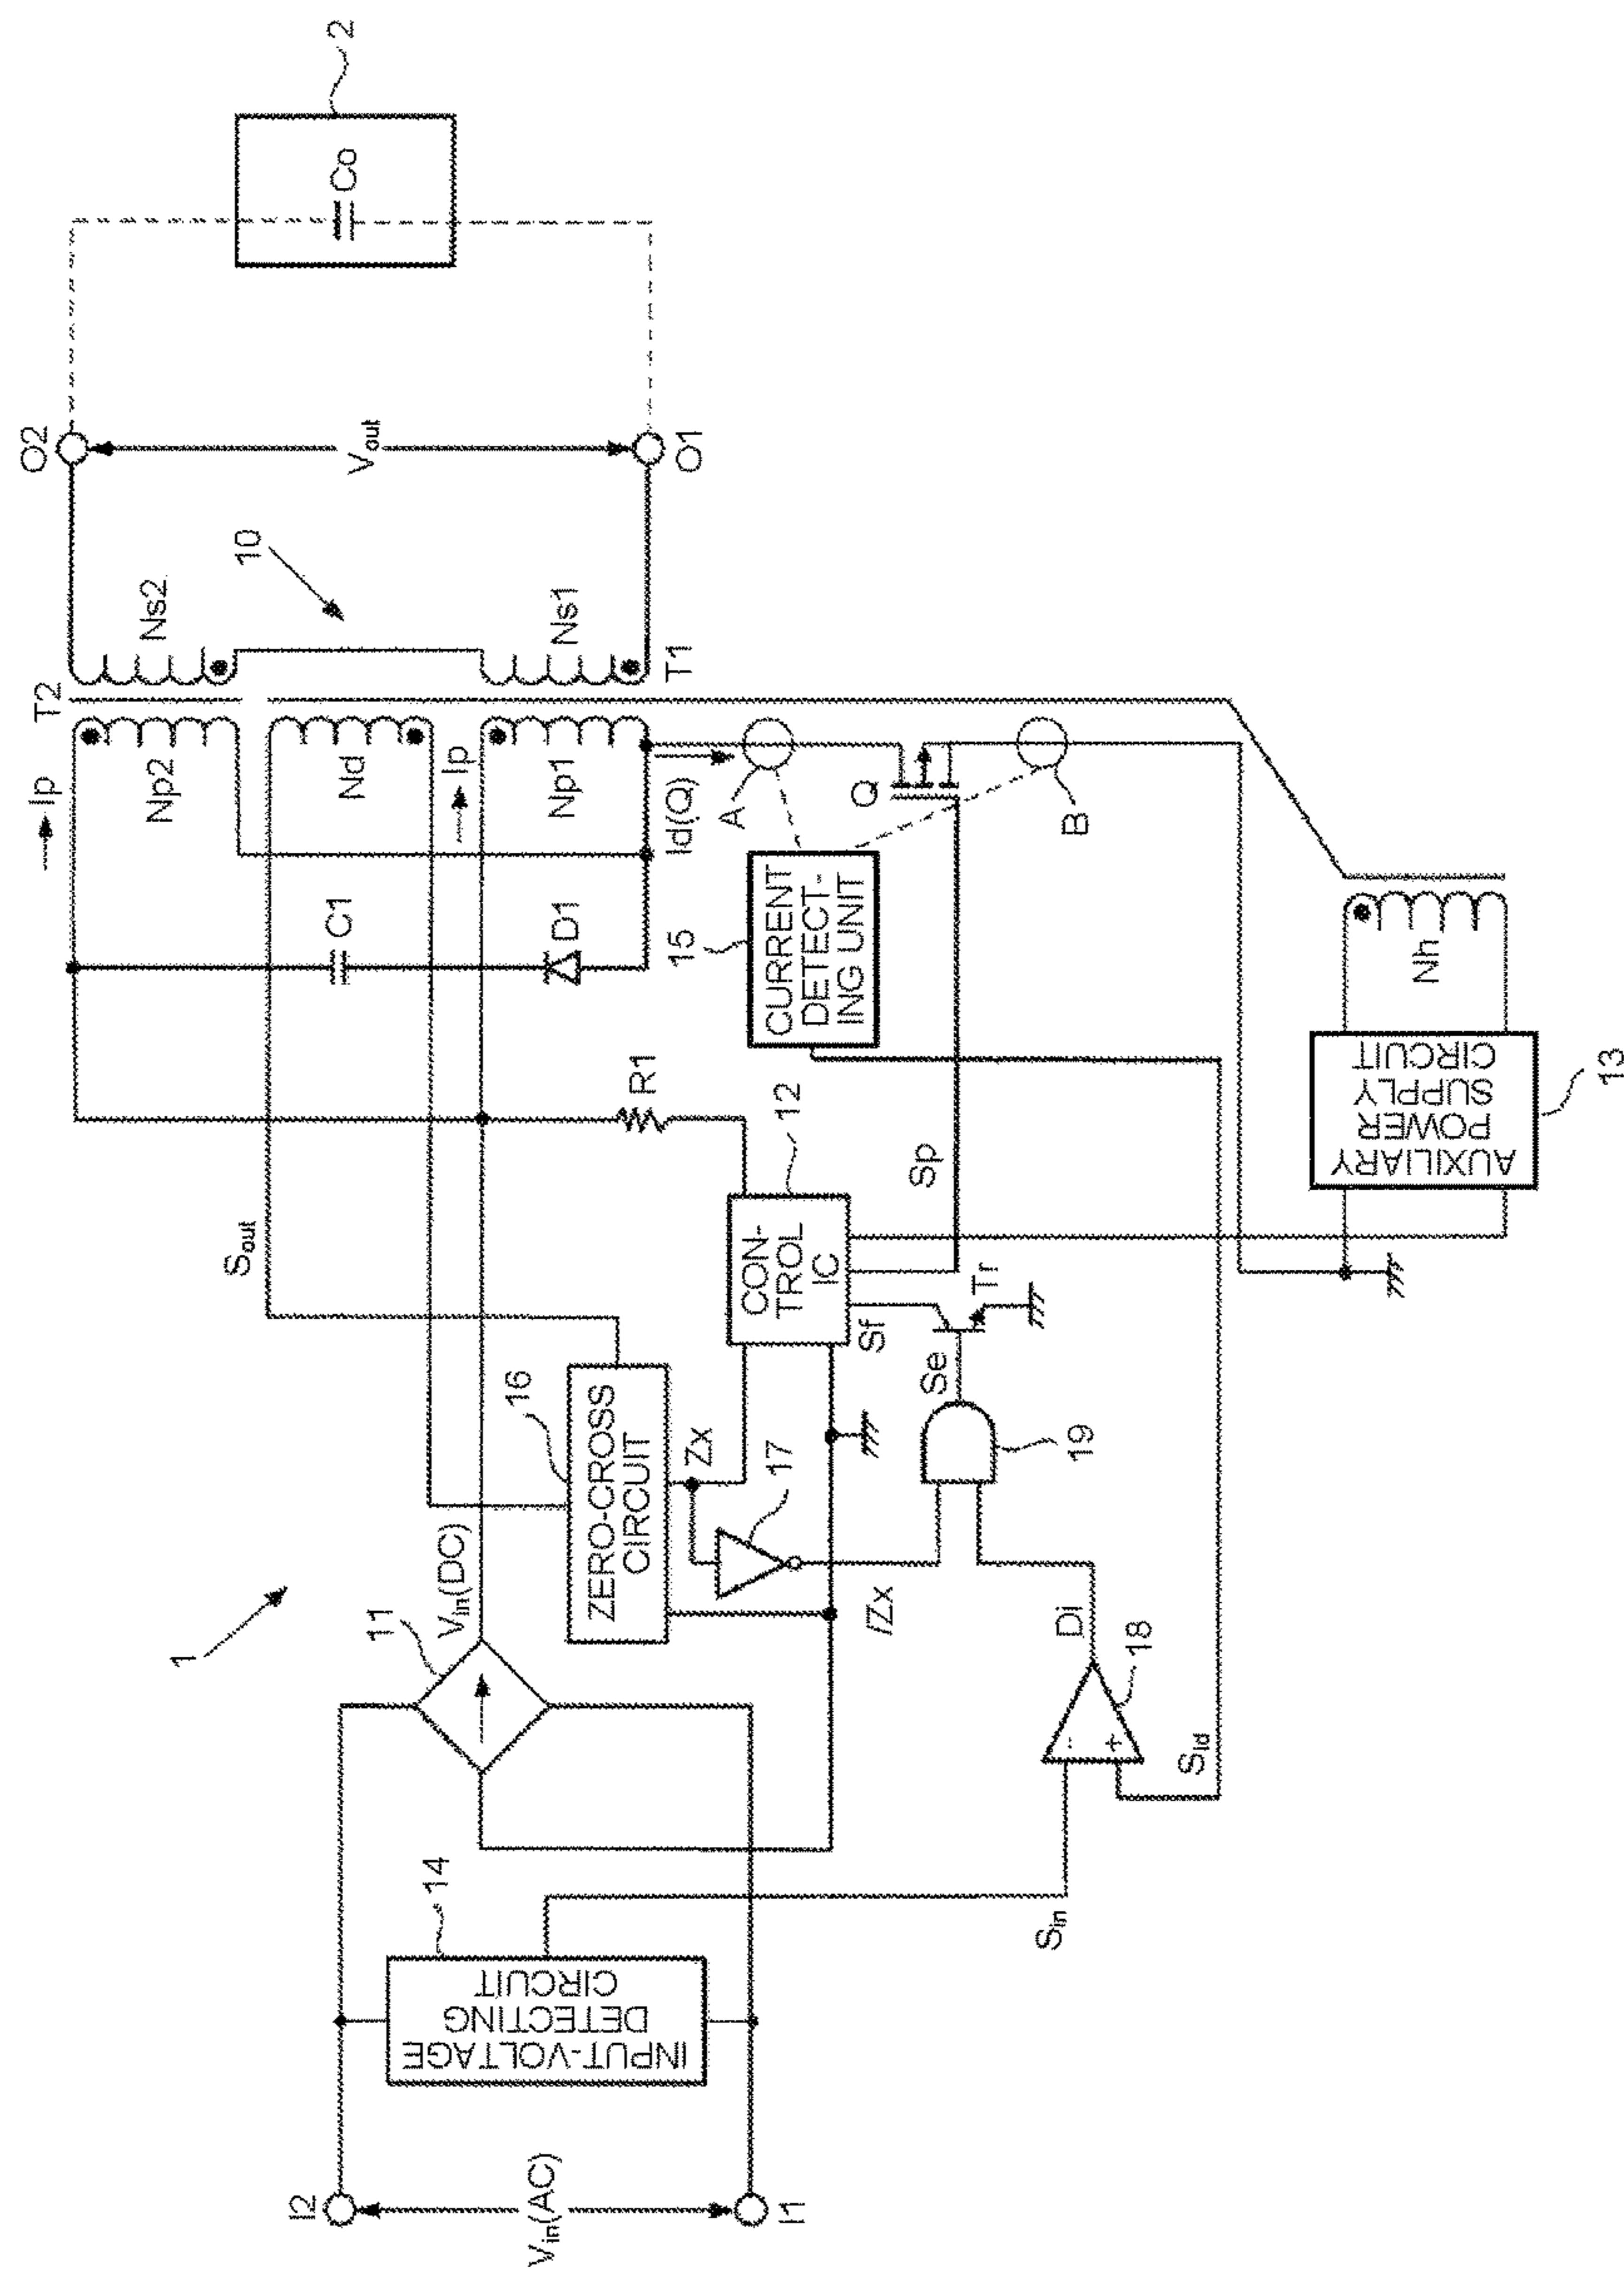 1
I2
Vin(AC)
I1
INPUT-VOLTAGE
DETECTING
CIRCUIT
14
11
Vin(DC)
Sin
ZERO-CROSS
CIRCUIT
16
Zx
17
/Zx
Di
18
-
+
SId
19
Se
Sf
Tr
Sout
CON-
TROL
IC
12
Sp
R1
AUXILIARY
POWER
SUPPLY
CIRCUIT
13
Nh
CURRENT
DETECT-
ING UNIT
15
C1
D1
Ip
Np2
Nd
Ip
Np1
Id(Q)
A
Q
B
T2
T1
Ns2
Ns1
10
O2
Vout
O1
Co
2